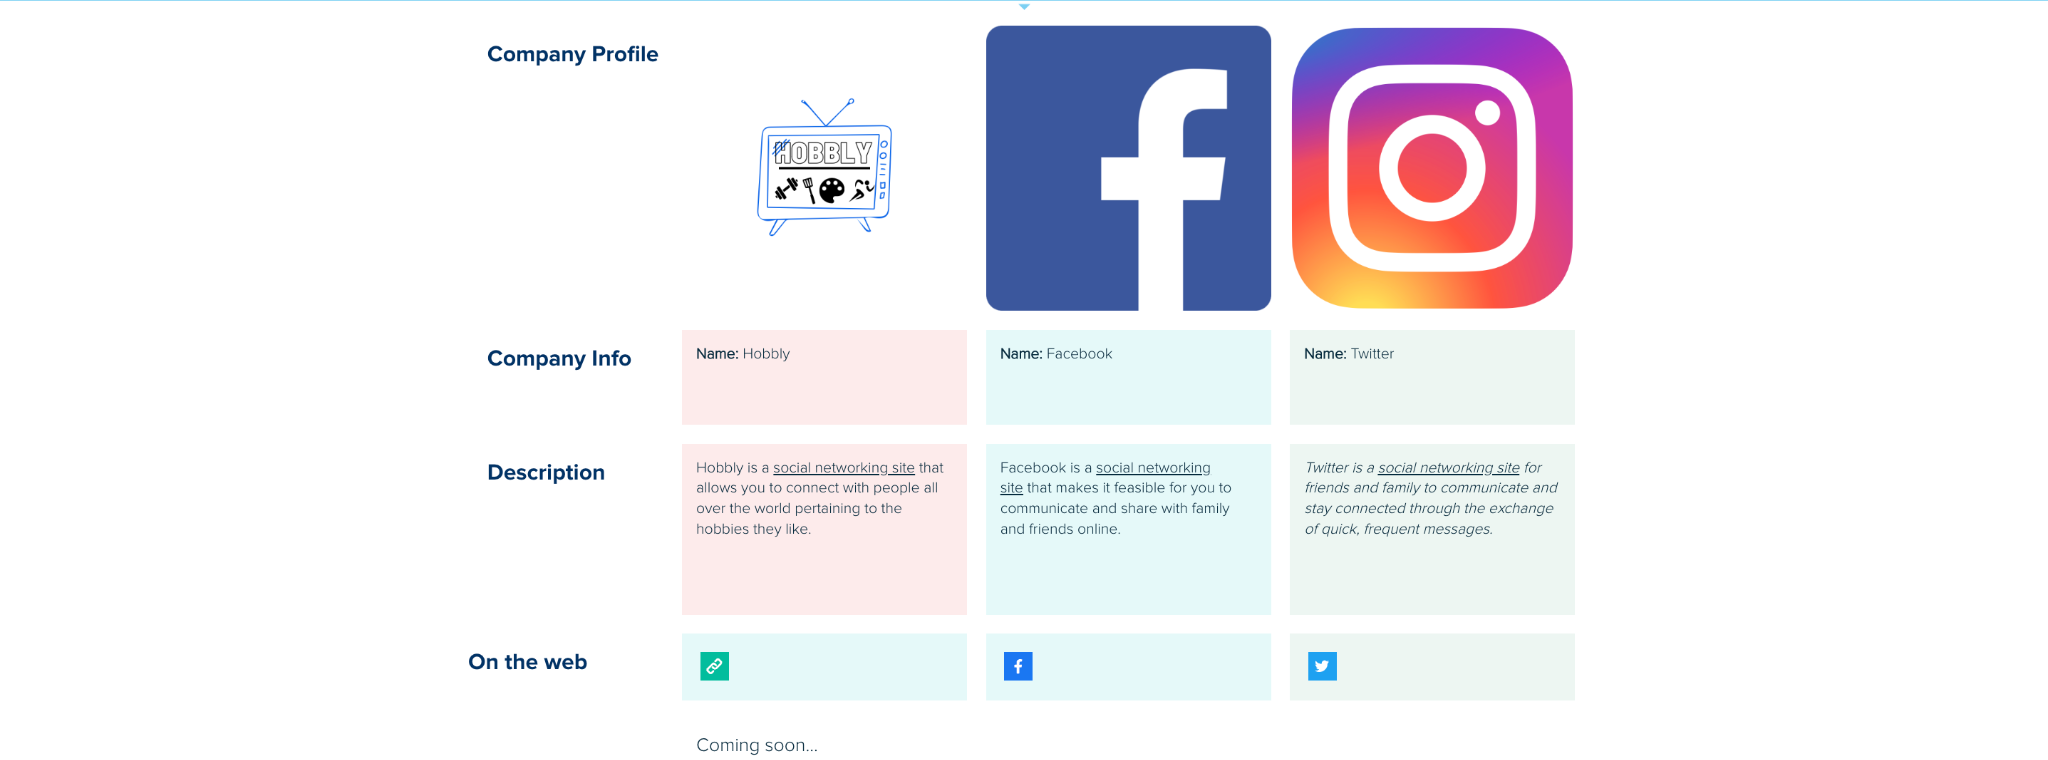 Company Profile
HOBBLY
Company Info
Name: Hobbly
Name: Facebook
Name: Twitter
Description
Hobbly is a social networking site that
allows you to connect with people all
over the world pertaining to the
hobbies they like.
Facebook is a social networking
site that makes it feasible for you to
communicate and share with family
and friends online.
Twitter is a social networking site for
friends and family to communicate and
stay connected through the exchange
of quick, frequent messages.
On the web
Coming soon...